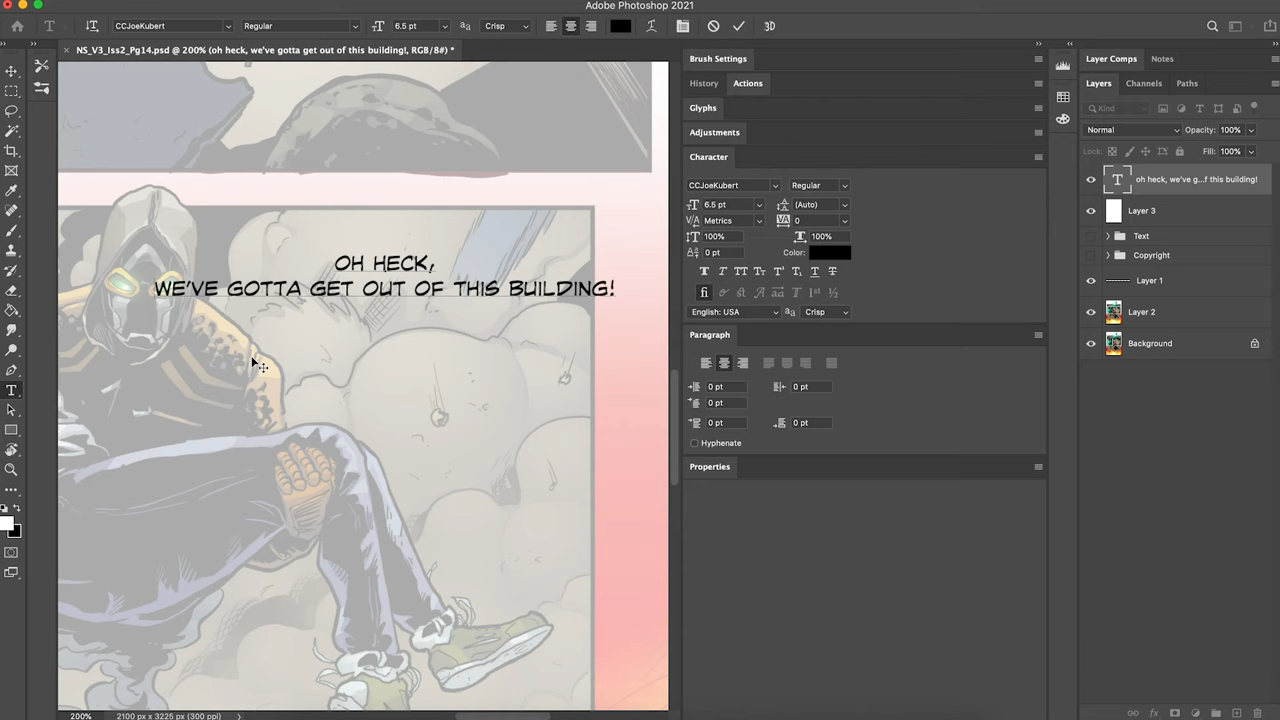 Adobe Photoshop 2021
CCJoeKubert Regular 6.5 pt Crisp 3D
NS_V3_Iss2_Pg14.psd @ 200% (oh heck, we've gotta get out of this building!, RGB/8#) *
OH HECK,
WE'VE GOTTA GET OUT OF THIS BUILDING!
200% 2100 px x 3225 px (300 ppi)
Brush Settings
History Actions
Glyphs
Adjustments
Character
CCJoeKubert Regular
6.5 pt (Auto)
Metrics 0
100% 100%
0 pt Color:
English: USA Crisp
Paragraph
0 pt 0 pt
0 pt
0 pt 0 pt
Hyphenate
Properties
Layer Comps Notes
Layers Channels Paths
Kind
Normal Opacity: 100%
Lock: Fill: 100%
oh heck, we've g...f this building!
Layer 3
Text
Copyright
Layer 1
Layer 2
Background